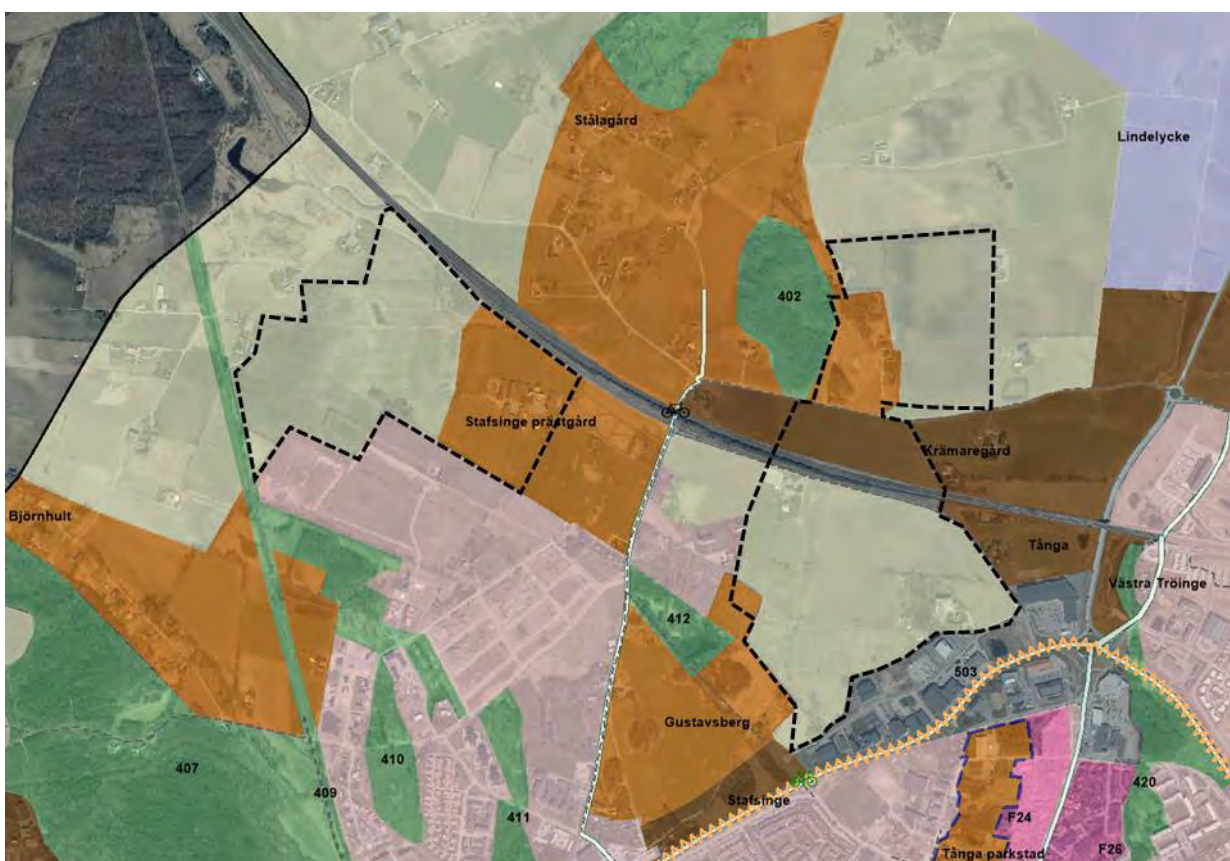 Stålagård
Lindelycke
402
Stafsinge prästgård
Krämaregård
Björnhult
Tånga
Västra Tröinge
412
503
Gustavsberg
407
410
409
411
Stafsinge
420
F24
F26
Tånga parkstad